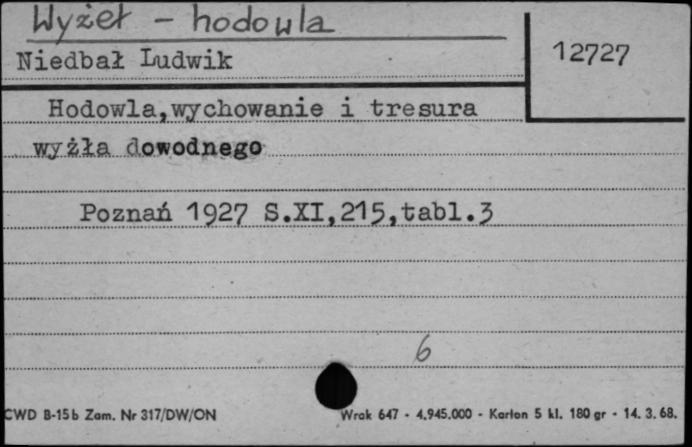 Wyżeł - hodowla
Niedbał Ludwik
12727
Hodowla,wychowanie i tresura
wyżła dowodnego
Poznań 1927 S.XI,215,tabl.3
6
CWD B-15b Zam. Nr 317/DW/ON
Wrak 647 - 4.945.000 - Karton 5 kl. 180 gr - 14. 3. 68.